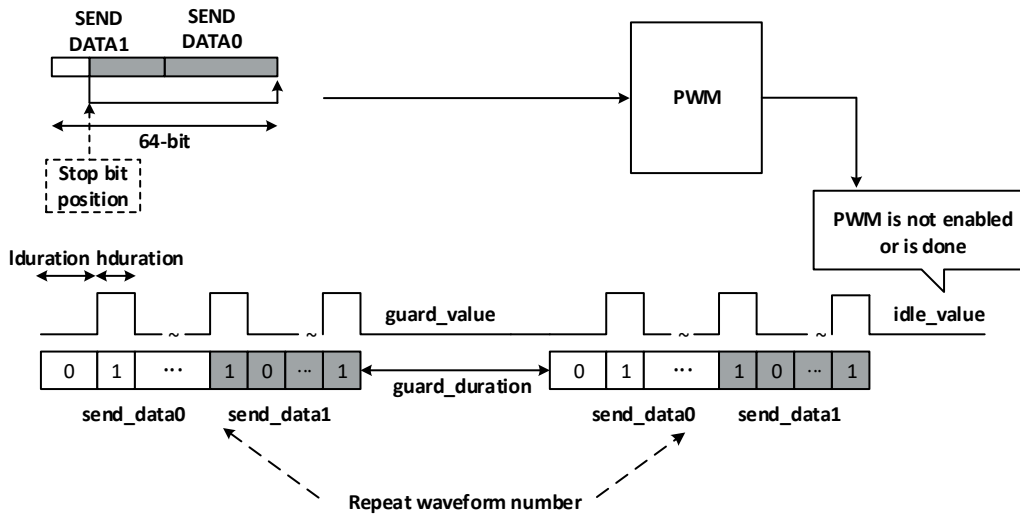 SEND
DATA1
SEND
DATA0
64-bit
Stop bit
position
PWM
PWM is not enabled
or is done
lduration hduration
~ ~ guard_value ~ ~ idle_value
0 1 ... 1 0 ... 1 guard_duration 0 1 ... 1 0 ... 1
send_data0 send_data1 send_data0 send_data1
Repeat waveform number